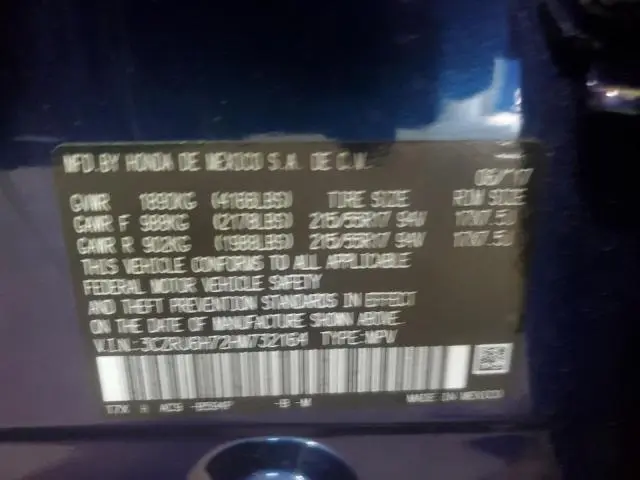 MFD. BY HONDA DE MEXICO S.A. DE C.V.
06/'17
GVWR 1890KG (4166LBS) TIRE SIZE RIM SIZE
GAWR F 988KG (2178LBS) 215/55R17 94V 17X7.5J
GAWR R 902KG (1988LBS) 215/55R17 94V 17X7.5J
THIS VEHICLE CONFORMS TO ALL APPLICABLE
FEDERAL MOTOR VEHICLE SAFETY
AND THEFT PREVENTION STANDARDS IN EFFECT
ON THE DATE OF MANUFACTURE SHOWN ABOVE.
V.I.N.: 3CZRU6H72HM732164 TYPE:MPV
MADE IN MEXICO